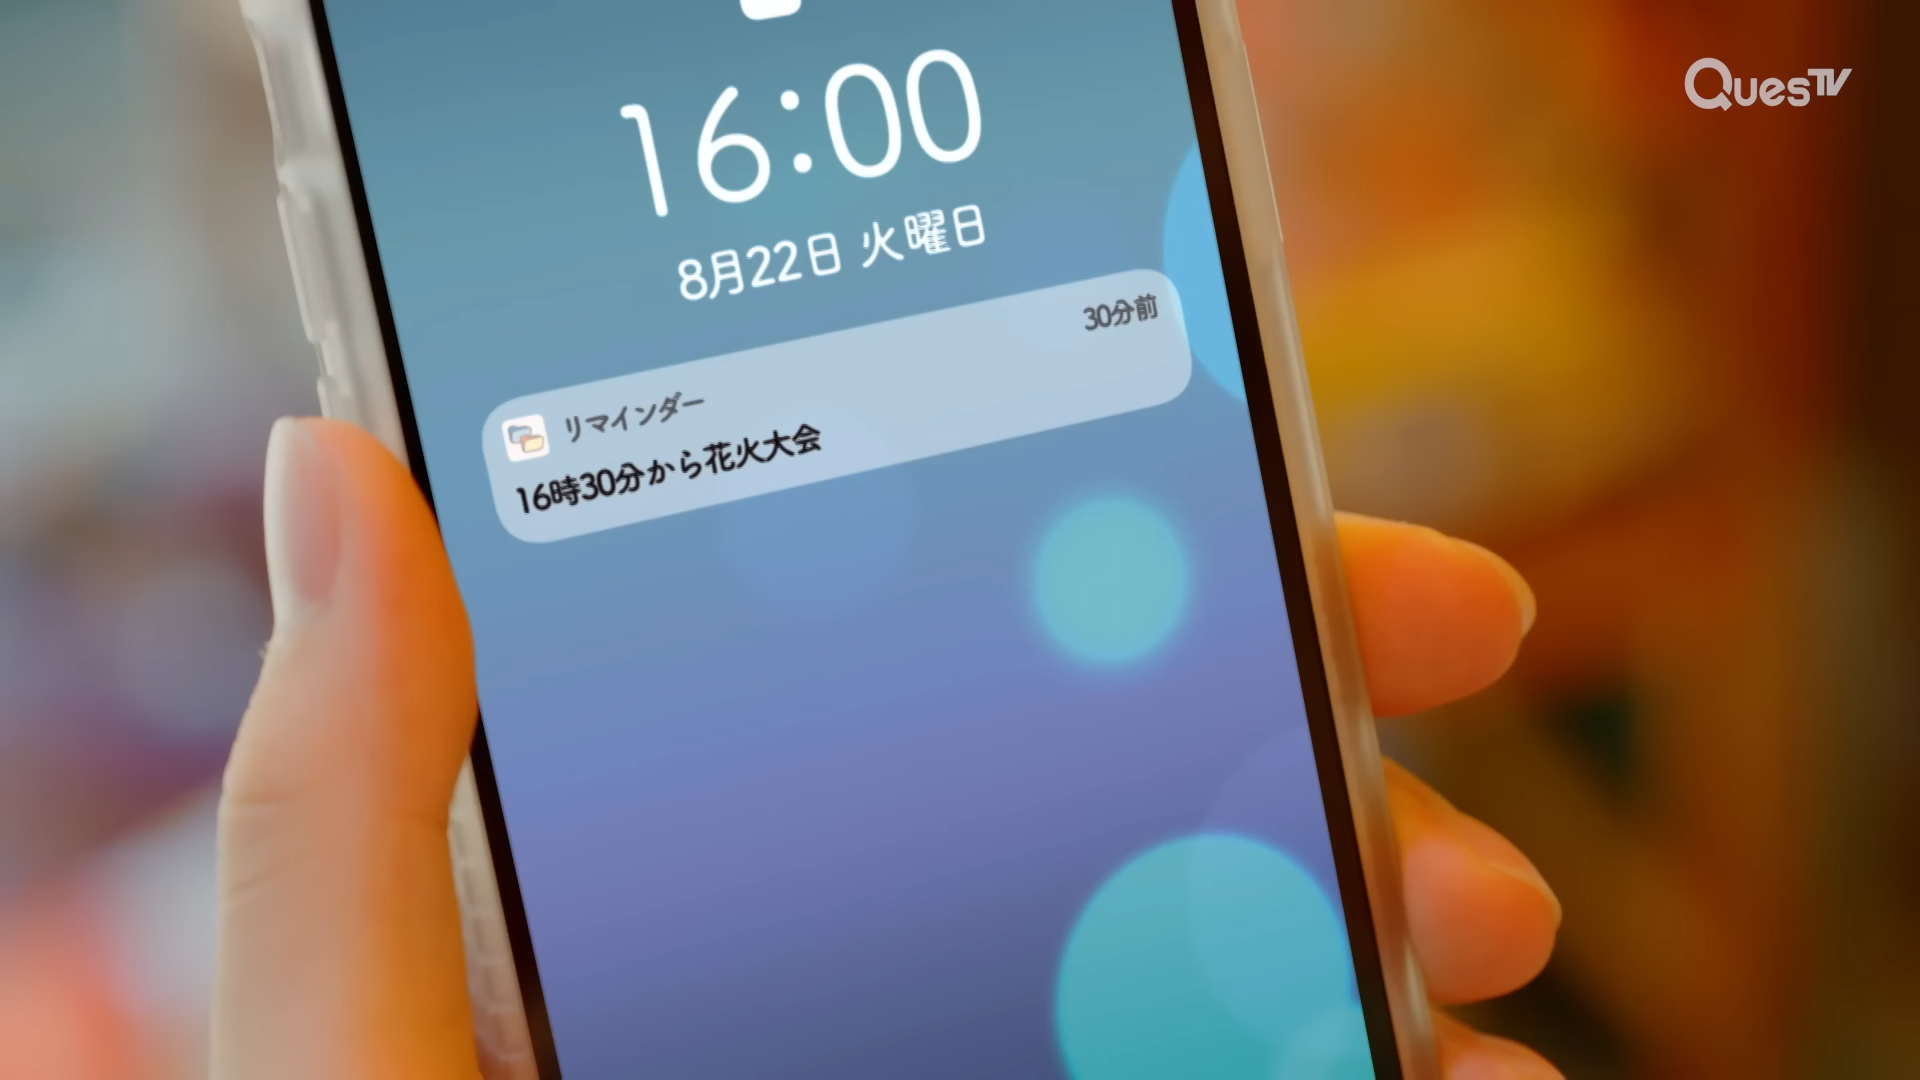 QuesTV
16:00
8月22日 火曜日
30分前
リマインダー
16時30分から花火大会